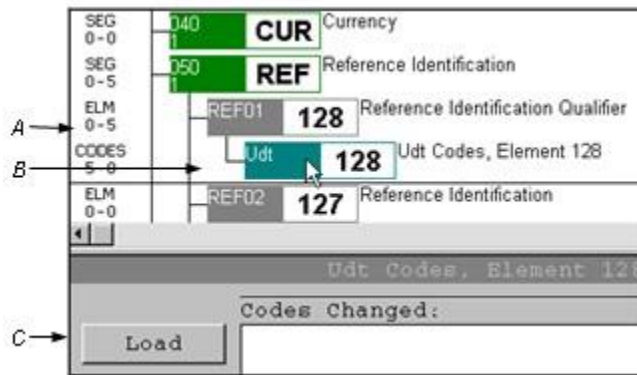 SEG
0-0
040
1
CUR
Currency
SEG
0-5
050
1
REF
Reference Identification
A
ELM
0-5
REF01
128
Reference Identification Qualifier
B
CODES
5-0
Udt
128
Udt Codes, Element 128
ELM
0-0
REF02
127
Reference Identification
Udt Codes, Element 128
Codes Changed:
C
Load